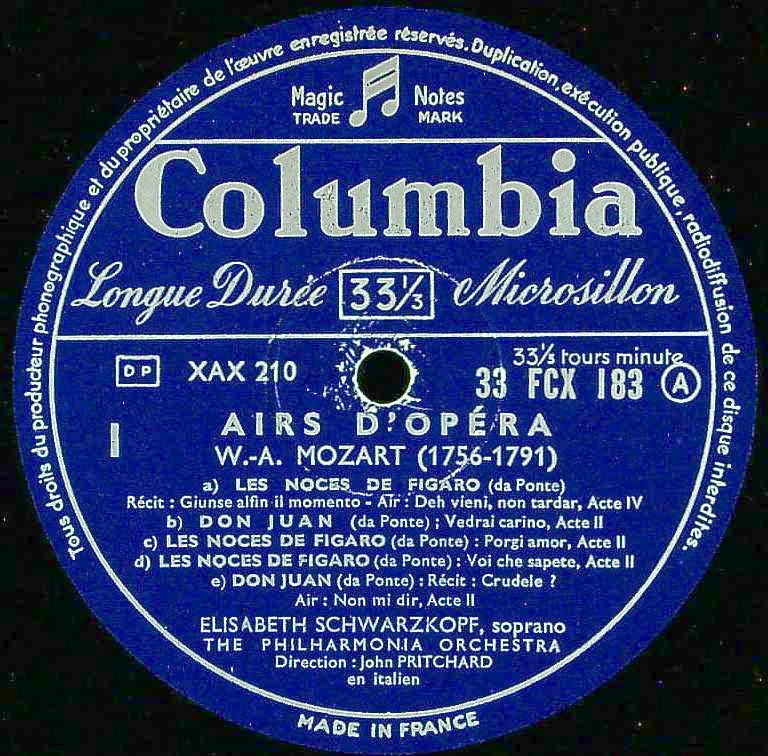 Tous droits du producteur phonographique et du propriétaire de l'œuvre enregistrée réservés. Duplication, exécution publique, radiodiffusion de ce disque interdites.
Magic Notes
TRADE MARK
Columbia
Longue Durée 33⅓ Microsillon
33⅓ tours minute
DP XAX 210 33 FCX 183 A
I
AIRS D'OPÉRA
W.-A. MOZART (1756-1791)
a) LES NOCES DE FIGARO (da Ponte)
Récit : Giunse alfin il momento - Air : Deh vieni, non tardar, Acte IV
b) DON JUAN (da Ponte) ; Vedrai carino, Acte II
c) LES NOCES DE FIGARO (da Ponte) : Porgi amor, Acte II
d) LES NOCES DE FIGARO (da Ponte) : Voi che sapete, Acte II
e) DON JUAN (da Ponte) : Récit : Crudele ?
Air : Non mi dir, Acte II
ELISABETH SCHWARZKOPF, soprano
THE PHILHARMONIA ORCHESTRA
Direction : John PRITCHARD
en italien
MADE IN FRANCE